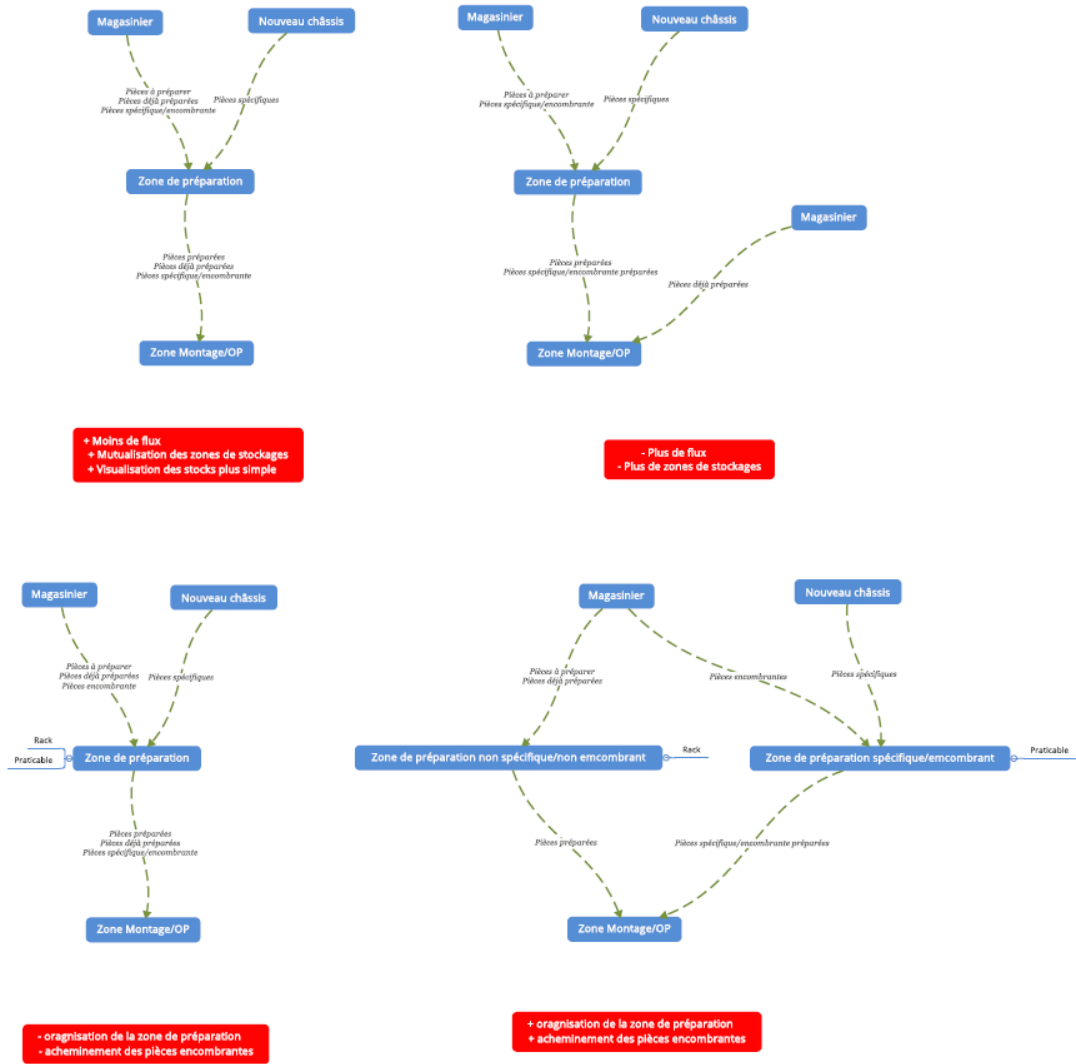 Magasinier
Nouveau châssis
Pièces à préparer
Pièces déjà préparées
Pièces spécifique/encombrante
Pièces spécifiques
Zone de préparation
Pièces préparées
Pièces déjà préparées
Pièces spécifique/encombrante
Zone Montage/OP
+ Moins de flux
+ Mutualisation des zones de stockages
+ Visualisation des stocks plus simple
Magasinier
Nouveau châssis
Pièces à préparer
Pièces spécifique/encombrante
Pièces spécifiques
Zone de préparation
Magasinier
Pièces préparées
Pièces spécifique/encombrante préparées
Pièces déjà préparées
Zone Montage/OP
- Plus de flux
- Plus de zones de stockages
Magasinier
Nouveau châssis
Pièces à préparer
Pièces déjà préparées
Pièces encombrante
Pièces spécifiques
Rack
Praticable
Zone de préparation
Pièces préparées
Pièces déjà préparées
Pièces spécifique/encombrante
Zone Montage/OP
- oragnisation de la zone de préparation
- acheminement des pièces encombrantes
Magasinier
Nouveau châssis
Pièces à préparer
Pièces déjà préparées
Pièces encombrantes
Pièces spécifiques
Zone de préparation non spécifique/non emcombrant
Rack
Zone de préparation spécifique/emcombrant
Praticable
Pièces préparées
Pièces spécifique/encombrante préparées
Zone Montage/OP
+ oragnisation de la zone de préparation
+ acheminement des pièces encombrantes